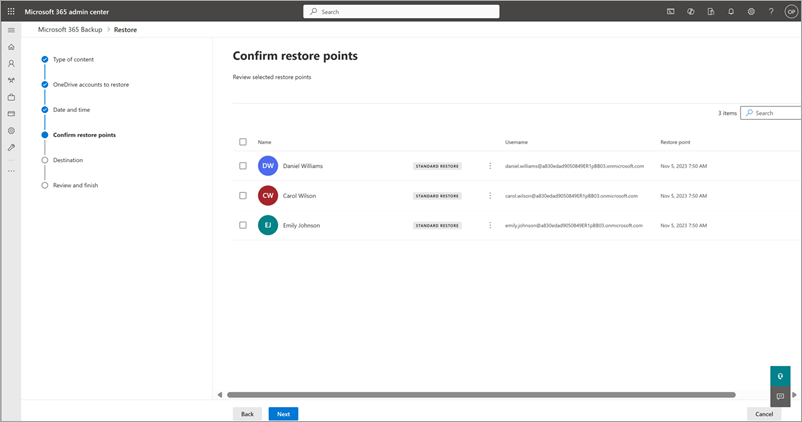 Microsoft 365 admin center
Search
OP
Microsoft 365 Backup > Restore
Type of content
OneDrive accounts to restore
Date and time
Confirm restore points
Destination
Review and finish
Confirm restore points
Review selected restore points
3 items
Search
Name Username Restore point
DW Daniel Williams STANDARD RESTORE daniel.williams@a830edad9050849ER1pBB03.onmicrosoft.com Nov 5, 2023 7:50 AM
CW Carol Wilson STANDARD RESTORE carol.wilson@a830edad9050849ER1pBB03.onmicrosoft.com Nov 5, 2023 7:50 AM
EJ Emily Johnson STANDARD RESTORE emily.johnson@a830edad9050849ER1pBB03.onmicrosoft.com Nov 5, 2023 7:50 AM
Back Next Cancel